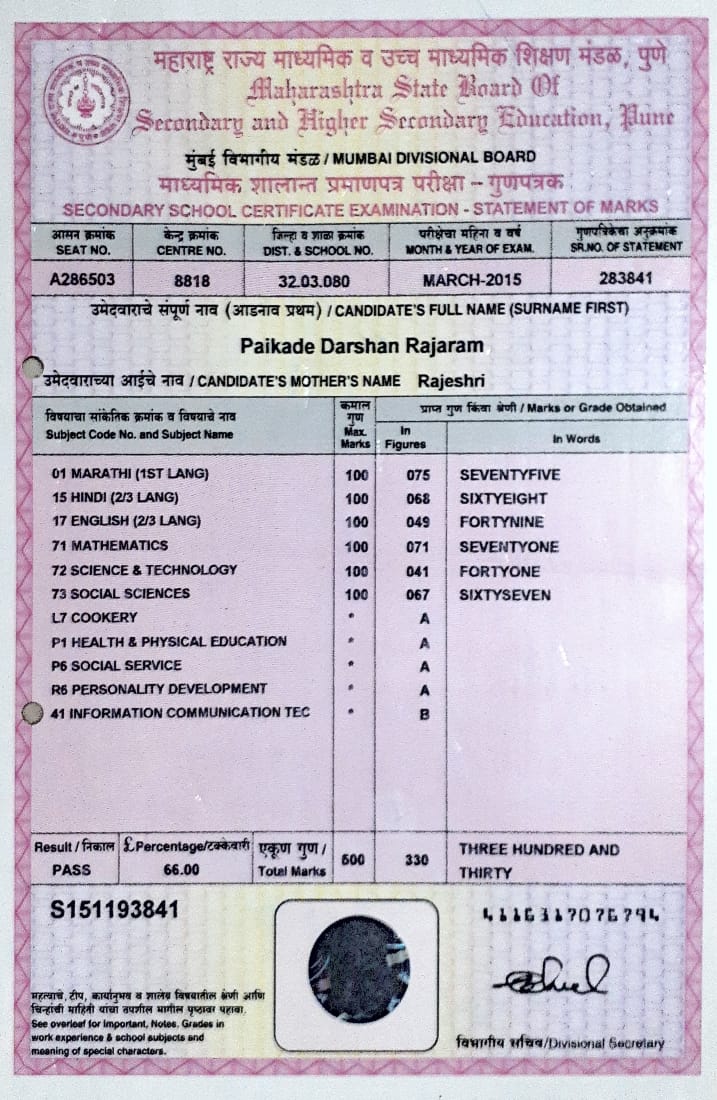 महाराष्ट्र राज्य माध्यमिक व उच्च माध्यमिक शिक्षण मंडळ, पुणे
Maharashtra State Board Of
Secondary and Higher Secondary Education, Pune
मुंबई विभागीय मंडळ / MUMBAI DIVISIONAL BOARD
माध्यमिक शालान्त प्रमाणपत्र परीक्षा - गुणपत्रक
SECONDARY SCHOOL CERTIFICATE EXAMINATION - STATEMENT OF MARKS
आसन क्रमांक केन्द्र क्रमांक जिल्हा व शाळा क्रमांक परीक्षेचा महिना व वर्ष गुणपत्रिकेचा अनुक्रमांक
SEAT NO. CENTRE NO. DIST. & SCHOOL NO. MONTH & YEAR OF EXAM. SR.NO. OF STATEMENT
A286503 8818 32.03.080 MARCH-2015 283841
उमेदवाराचे संपूर्ण नाव (आडनाव प्रथम) / CANDIDATE'S FULL NAME (SURNAME FIRST)
Paikade Darshan Rajaram
उमेदवाराच्या आईचे नाव / CANDIDATE'S MOTHER'S NAME Rajeshri
विषयाचा सांकेतिक क्रमांक व विषयाचे नाव कमाल गुण प्राप्त गुण किंवा श्रेणी / Marks or Grade Obtained
Subject Code No. and Subject Name Max. Marks In Figures In Words
01 MARATHI (1ST LANG) 100 075 SEVENTYFIVE
15 HINDI (2/3 LANG) 100 068 SIXTYEIGHT
17 ENGLISH (2/3 LANG) 100 049 FORTYNINE
71 MATHEMATICS 100 071 SEVENTYONE
72 SCIENCE & TECHNOLOGY 100 041 FORTYONE
73 SOCIAL SCIENCES 100 067 SIXTYSEVEN
L7 COOKERY * A
P1 HEALTH & PHYSICAL EDUCATION * A
P6 SOCIAL SERVICE * A
R6 PERSONALITY DEVELOPMENT * A
41 INFORMATION COMMUNICATION TEC * B
Result / निकाल £Percentage/टक्केवारी एकूण गुण / 500 330 THREE HUNDRED AND
PASS 66.00 Total Marks THIRTY
S151193841
महत्वाचे, टीप, कार्यानुभव व शालेय विषयातील श्रेणी आणि
चिन्हांची माहिती यांचा तपशील मागील पृष्ठावर पहावा.
See overleaf for Important, Notes, Grades in
work experience & school subjects and
meaning of special characters.
विभागीय सचिव/Divisional Secretary